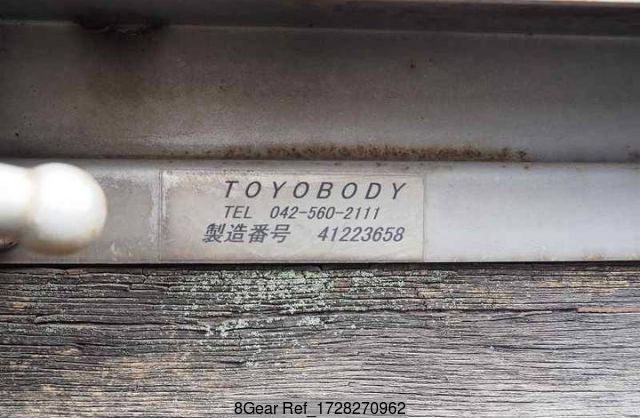 TOYOBODY
TEL 042-560-2111
製造番号 41223658
8Gear Ref_1728270962